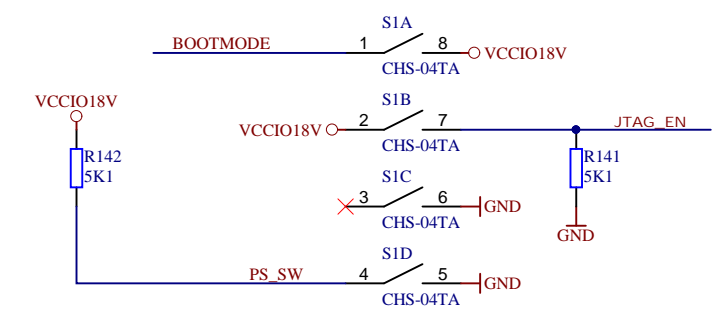 S1A
BOOTMODE 1 8 VCCIO18V
CHS-04TA
VCCIO18V S1B
VCCIO18V 2 7 JTAG_EN
CHS-04TA
R142 R141
5K1 5K1
S1C
3 6 GND
CHS-04TA
GND
S1D
PS_SW 4 5 GND
CHS-04TA